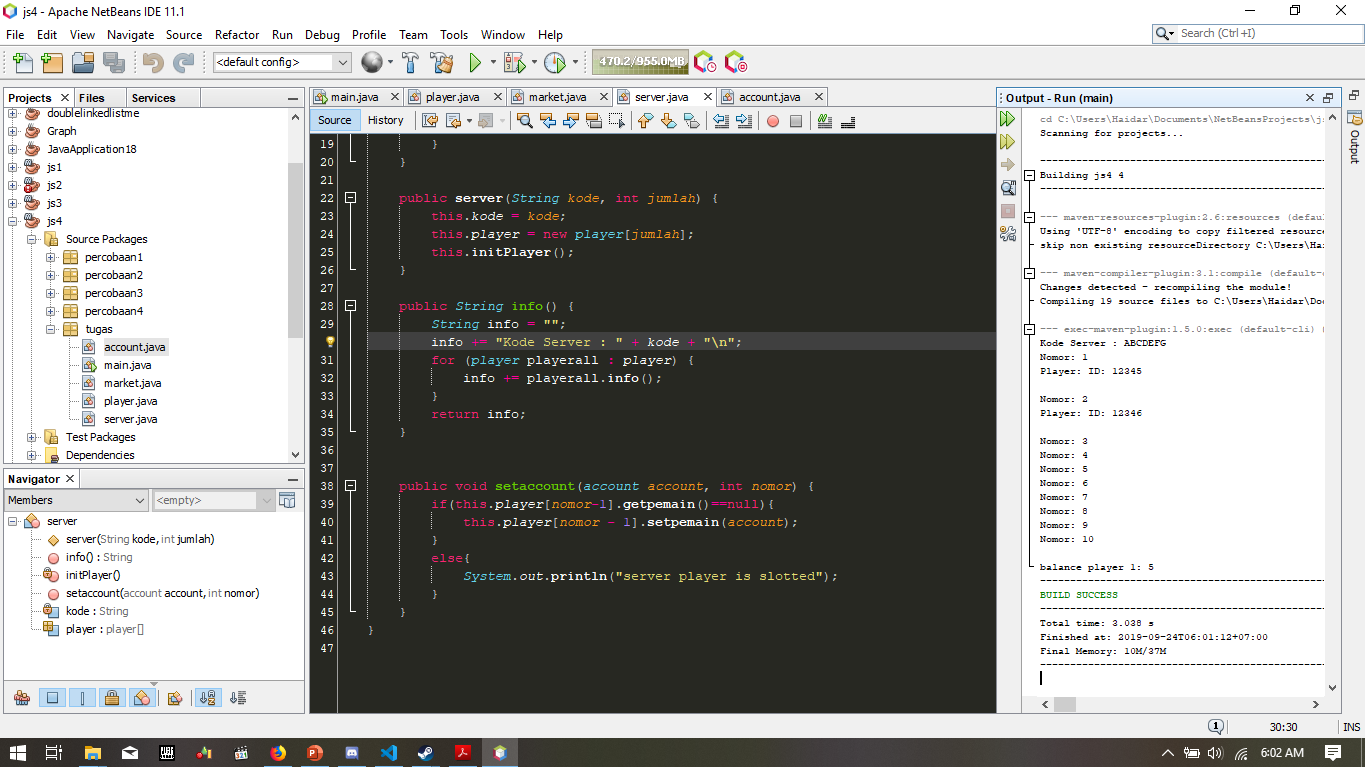 js4 - Apache NetBeans IDE 11.1
File Edit View Navigate Source Refactor Run Debug Profile Team Tools Window Help
Search (Ctrl+I)
<default config>
470.2/955.0MB
Projects Files Services
doublelinkedlistme
Graph
JavaApplication18
js1
js2
js3
js4
Source Packages
percobaan1
percobaan2
percobaan3
percobaan4
tugas
account.java
main.java
market.java
player.java
server.java
Test Packages
Dependencies
Navigator
Members <empty>
server
server(String kode, int jumlah)
info() : String
initPlayer()
setaccount(account account, int nomor)
kode : String
player : player[]
main.java player.java market.java server.java account.java
Source History
19 }
20 }
21
22 public server(String kode, int jumlah) {
23 this.kode = kode;
24 this.player = new player[jumlah];
25 this.initPlayer();
26 }
27
28 public String info() {
29 String info = "";
info += "Kode Server : " + kode + "\n";
31 for (player playerall : player) {
32 info += playerall.info();
33 }
34 return info;
35 }
36
37
38 public void setaccount(account account, int nomor) {
39 if(this.player[nomor-1].getpemain()==null){
40 this.player[nomor - 1].setpemain(account);
41 }
42 else{
43 System.out.println("server player is slotted");
44 }
45 }
46 }
47
Output - Run (main)
cd C:\Users\Haidar\Documents\NetBeansProjects\js
Scanning for projects...
------------------------------------------------
Building js4 4
------------------------------------------------
--- maven-resources-plugin:2.6:resources (defau
Using 'UTF-8' encoding to copy filtered resourc
skip non existing resourceDirectory C:\Users\Hai
--- maven-compiler-plugin:3.1:compile (default-c
Changes detected - recompiling the module!
Compiling 19 source files to C:\Users\Haidar\Doc
--- exec-maven-plugin:1.5.0:exec (default-cli)
Kode Server : ABCDEFG
Nomor: 1
Player: ID: 12345
Nomor: 2
Player: ID: 12346
Nomor: 3
Nomor: 4
Nomor: 5
Nomor: 6
Nomor: 7
Nomor: 8
Nomor: 9
Nomor: 10
balance player 1: 5
------------------------------------------------
BUILD SUCCESS
------------------------------------------------
Total time: 3.038 s
Finished at: 2019-09-24T06:01:12+07:00
Final Memory: 10M/37M
------------------------------------------------
Output
1
30:30 INS
6:02 AM